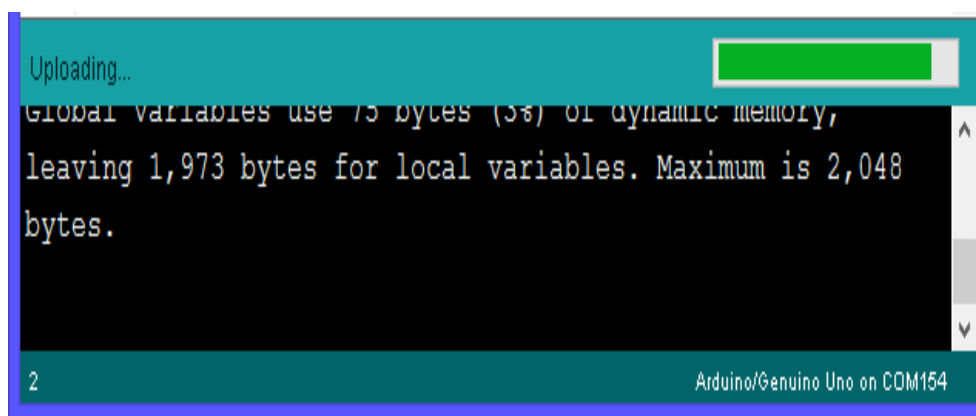 Uploading...
Global variables use 75 bytes (3%) of dynamic memory,
leaving 1,973 bytes for local variables. Maximum is 2,048
bytes.
2
Arduino/Genuino Uno on COM154